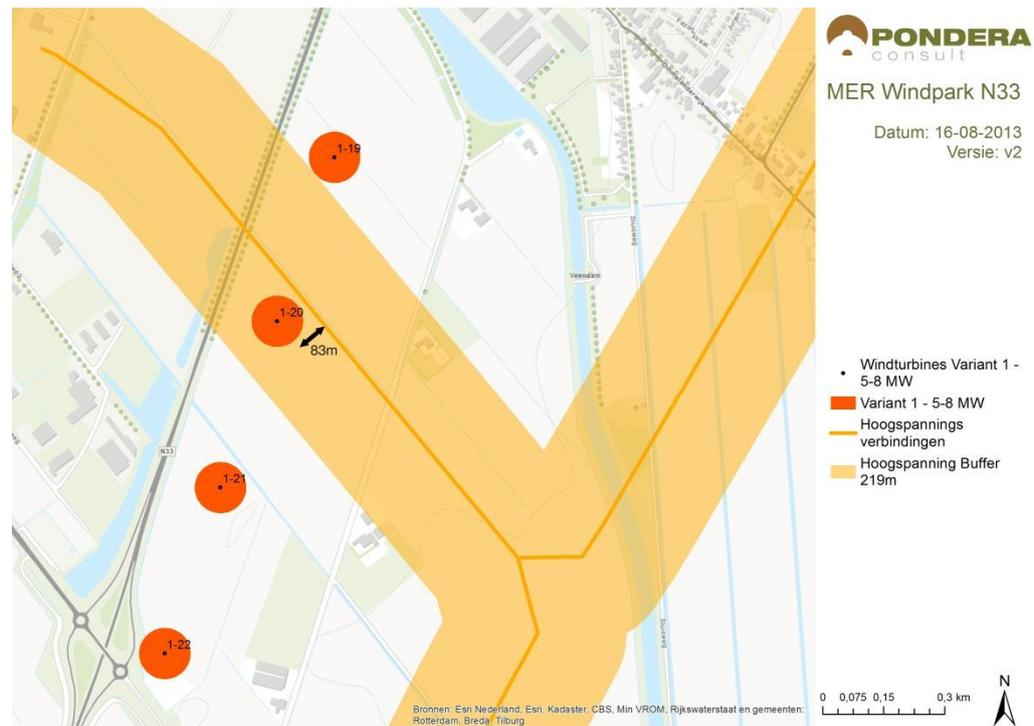 PONDERA
consult
MER Windpark N33
Datum: 16-08-2013
Versie: v2
1-19
1-20
83m
1-21
1-22
N33
Veendam
Sluisweg
Sluisweg
Ommelanderwijk
Windturbines Variant 1 -
5-8 MW
Variant 1 - 5-8 MW
Hoogspannings
verbindingen
Hoogspanning Buffer
219m
N
0 0,075 0,15 0,3 km
Bronnen: Esri Nederland, Esri, Kadaster, CBS, Min VROM, Rijkswaterstaat en gemeenten:
Rotterdam, Breda, Tilburg